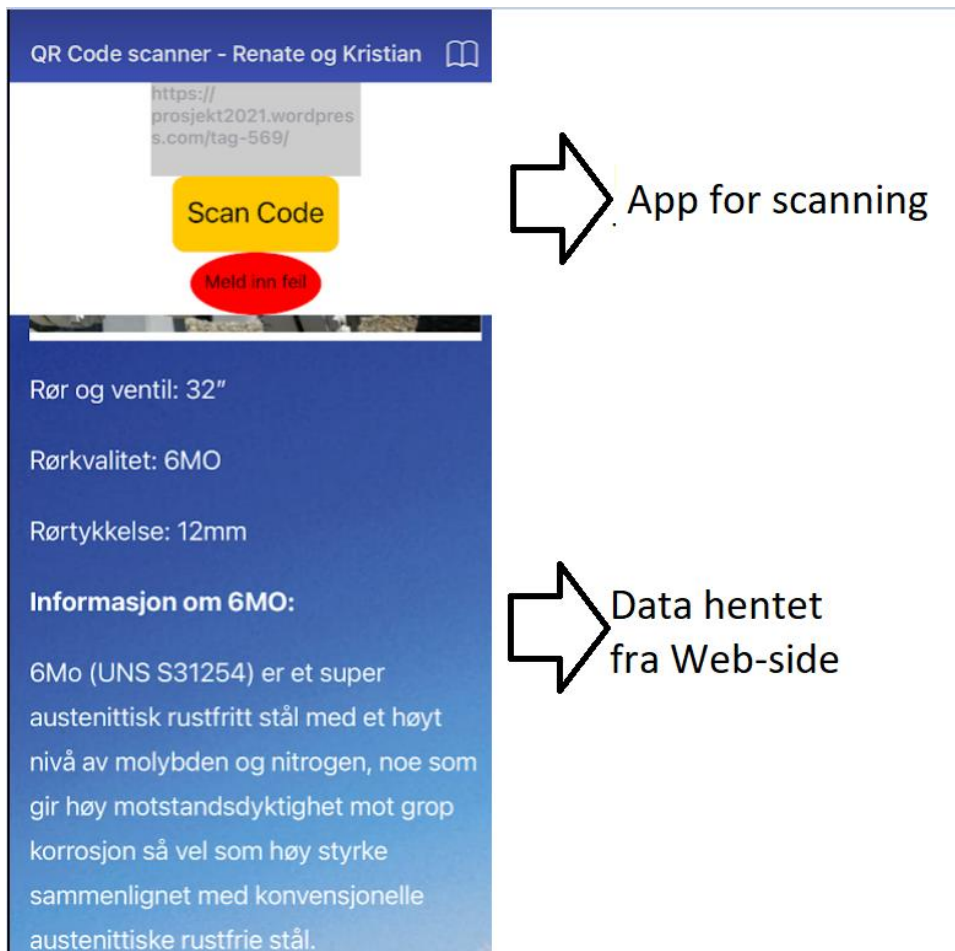 QR Code scanner - Renate og Kristian
https://
prosjekt2021.wordpres
s.com/tag-569/
Scan Code
Meld inn feil
App for scanning
Rør og ventil: 32"
Rørkvalitet: 6MO
Rørtykkelse: 12mm
Informasjon om 6MO:
6Mo (UNS S31254) er et super
austenittisk rustfritt stål med et høyt
nivå av molybden og nitrogen, noe som
gir høy motstandsdyktighet mot grop
korrosjon så vel som høy styrke
sammenlignet med konvensjonelle
austenittiske rustfrie stål.
Data hentet
fra Web-side